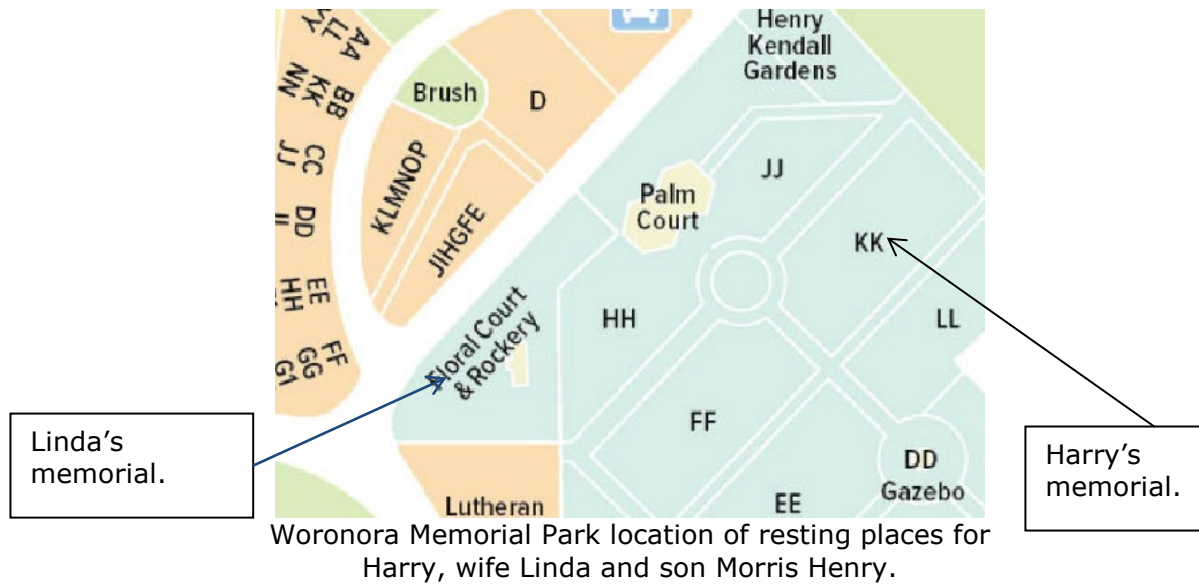 Henry
Kendall
Gardens
AA
LL
BB
KK
NN
Brush
D
CC
JJ
KLMNOP
JJ
Palm
Court
DD
JIHGFE
KK
EE
HH
HH
LL
Floral Court
& Rockery
FF
GG
G1
FF
Linda's
memorial.
DD
Gazebo
Harry's
memorial.
Lutheran
EE
Woronora Memorial Park location of resting places for
Harry, wife Linda and son Morris Henry.